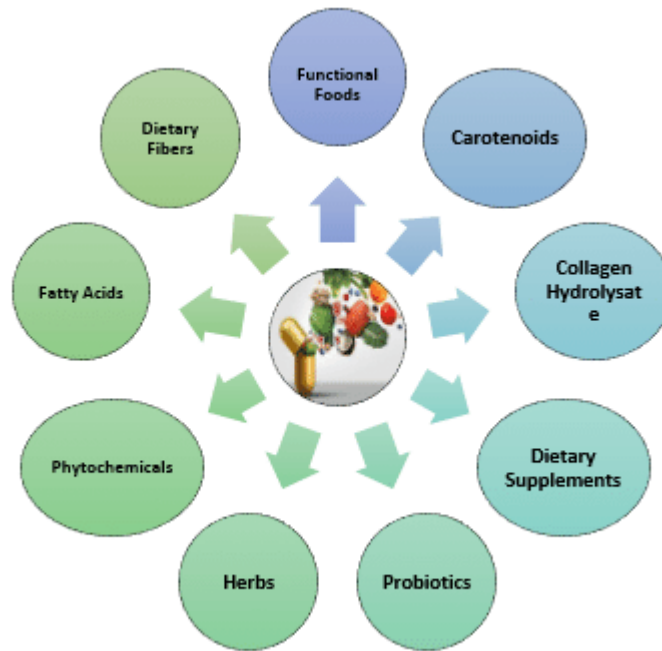 Functional
Foods
Carotenoids
Collagen
Hydrolysat
e
Dietary
Supplements
Probiotics
Herbs
Phytochemicals
Fatty Acids
Dietary
Fibers